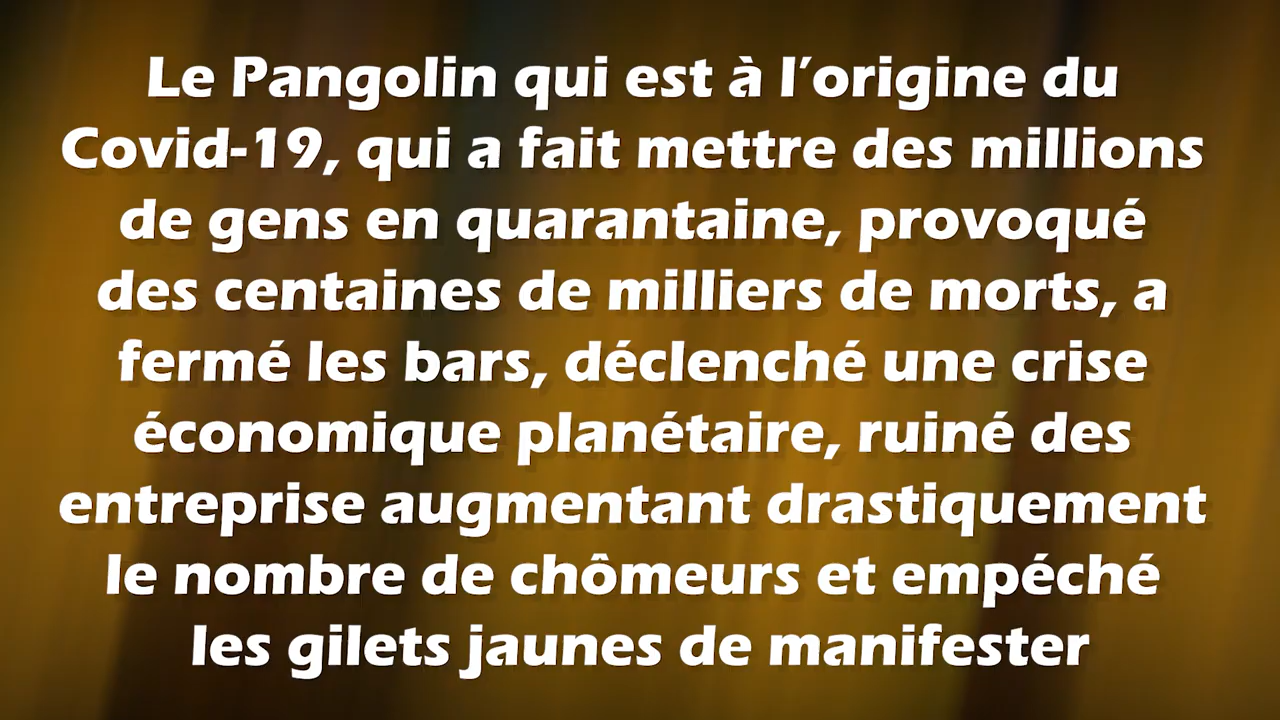 Le Pangolin qui est à l’origine du
Covid-19, qui a fait mettre des millions
de gens en quarantaine, provoqué
des centaines de milliers de morts, a
fermé les bars, déclenché une crise
économique planétaire, ruiné des
entreprise augmentant drastiquement
le nombre de chômeurs et empéché
les gilets jaunes de manifester